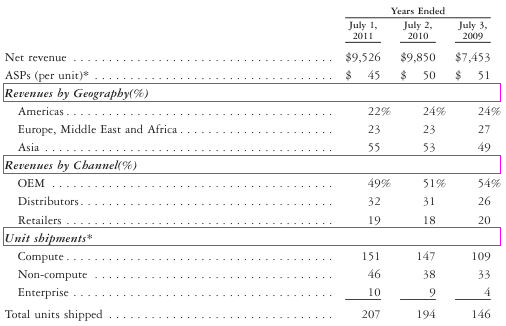 Years Ended
July 1, 2011 July 2, 2010 July 3, 2009
Net revenue . . . . . . . . . . . . . . . . . . . . . . . . . . . . . . . . . . $9,526 $9,850 $7,453
ASPs (per unit)* . . . . . . . . . . . . . . . . . . . . . . . . . . . . . . . $ 45 $ 50 $ 51
Revenues by Geography(%)
Americas . . . . . . . . . . . . . . . . . . . . . . . . . . . . . . . . . . . 22% 24% 24%
Europe, Middle East and Africa . . . . . . . . . . . . . . . . . . . . 23 23 27
Asia . . . . . . . . . . . . . . . . . . . . . . . . . . . . . . . . . . . . . . 55 53 49
Revenues by Channel(%)
OEM . . . . . . . . . . . . . . . . . . . . . . . . . . . . . . . . . . . . . 49% 51% 54%
Distributors . . . . . . . . . . . . . . . . . . . . . . . . . . . . . . . . . 32 31 26
Retailers . . . . . . . . . . . . . . . . . . . . . . . . . . . . . . . . . . . 19 18 20
Unit shipments*
Compute . . . . . . . . . . . . . . . . . . . . . . . . . . . . . . . . . . . 151 147 109
Non-compute . . . . . . . . . . . . . . . . . . . . . . . . . . . . . . . 46 38 33
Enterprise . . . . . . . . . . . . . . . . . . . . . . . . . . . . . . . . . . 10 9 4
Total units shipped . . . . . . . . . . . . . . . . . . . . . . . . . . . . . 207 194 146